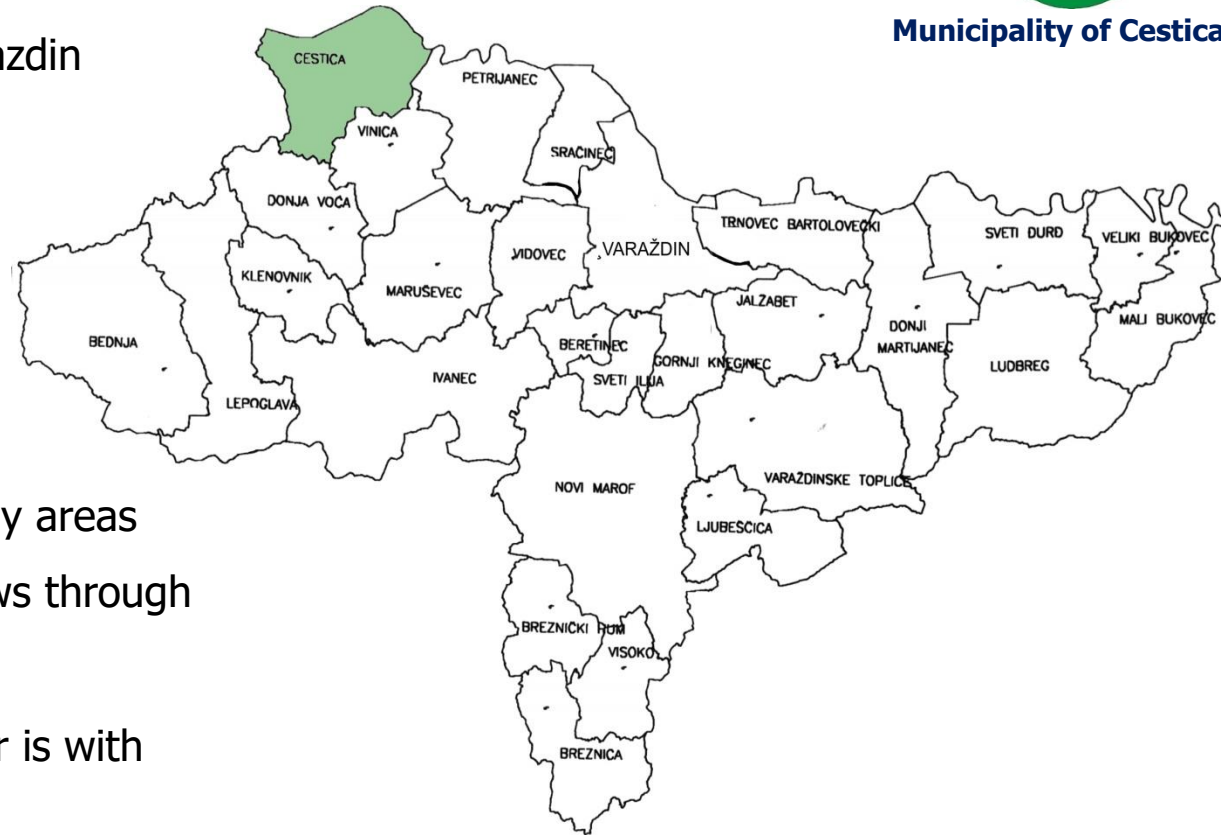 Municipality of Cestica
zdin
CESTICA
PETRIJANEC
VINICA
SRAČINEC
DONJA VOĆA
TRNOVEC BARTOLOVEČKI
SVETI ĐURĐ
VELIKI BUKOVEC
VIDOVEC
VARAŽDIN
KLENOVNIK
MARUŠEVEC
JALŽABET
MALI BUKOVEC
BEDNJA
BERETINEC
DONJI
MARTIJANEC
GORNJI KNEGINEC
LUDBREG
IVANEC
SVETI ILIJA
LEPOGLAVA
VARAŽDINSKE TOPLICE
NOVI MAROF
y areas
LJUBEŠĆICA
ws through
BREZNIČKI HUM
VISOKO
r is with
BREZNICA